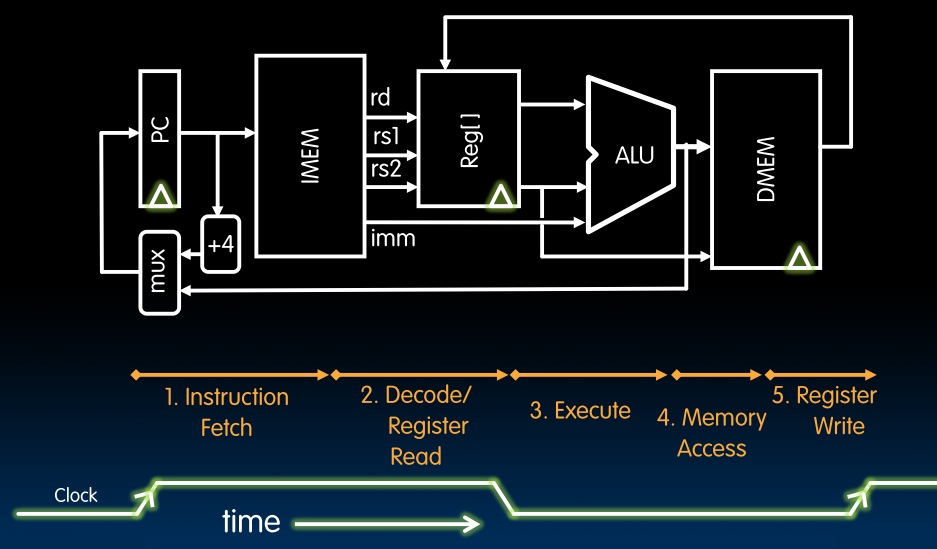 PC
+4
mux
IMEM
rd
rs1
rs2
imm
Reg[]
ALU
DMEM
1. Instruction
Fetch
2. Decode/
Register
Read
3. Execute
4. Memory
Access
5. Register
Write
Clock
time